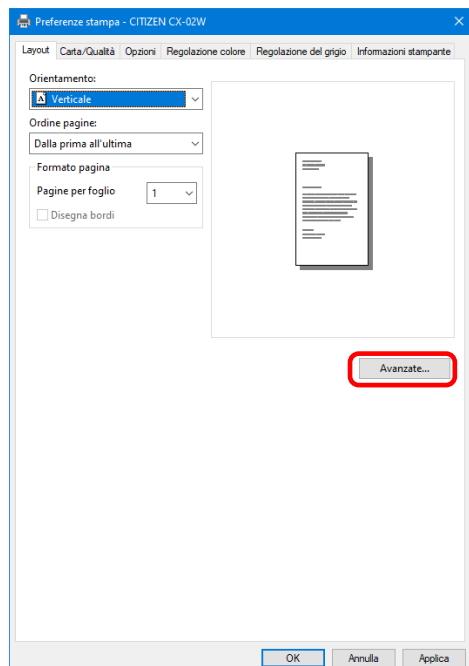 Preferenze stampa - CITIZEN CX-02W
Layout Carta/Qualità Opzioni Regolazione colore Regolazione del grigio Informazioni stampante
Orientamento:
A Verticale
Ordine pagine:
Dalla prima all'ultima
Formato pagina
Pagine per foglio 1
Disegna bordi
Avanzate...
OK Annulla Applica